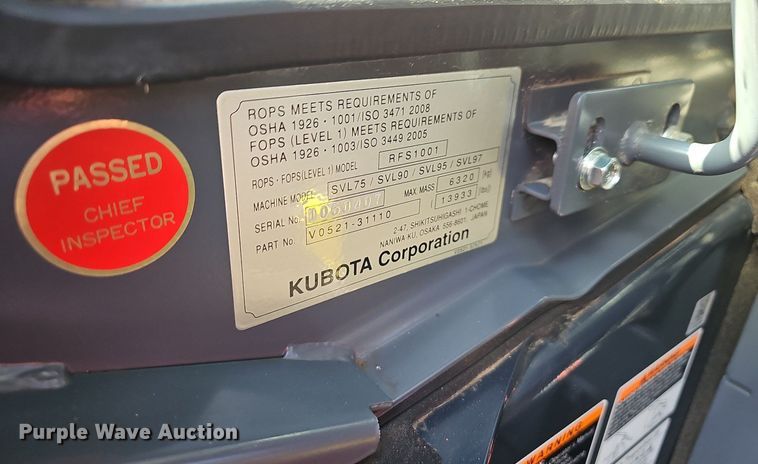 PASSED
CHIEF
INSPECTOR
ROPS MEETS REQUIREMENTS OF
OSHA 1926・1001/ISO 3471 2008
FOPS (LEVEL 1) MEETS REQUIREMENTS OF
OSHA 1926・1003/ISO 3449 2005
ROPS・FOPS(LEVEL 1) MODEL RFS1001
MACHINE MODEL SVL75 / SVL90 / SVL95 / SVL97
SERIAL No. MAX. MASS 6320 (kg)
13933 (lbs)
PART No. V0521-31110
2-47, SHIKITSUHIGASHI 1-CHOME
NANIWA-KU, OSAKA 556-8601 JAPAN
KUBOTA Corporation
WARNING
Purple Wave Auction